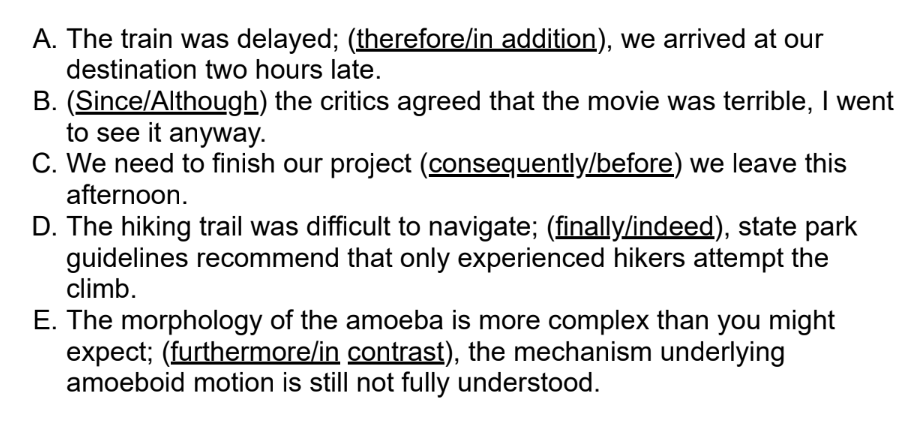 A. The train was delayed; (therefore/in addition), we arrived at our
destination two hours late.
B. (Since/Although) the critics agreed that the movie was terrible, I went
to see it anyway.
C. We need to finish our project (consequently/before) we leave this
afternoon.
D. The hiking trail was difficult to navigate; (finally/indeed), state park
guidelines recommend that only experienced hikers attempt the
climb.
E. The morphology of the amoeba is more complex than you might
expect; (furthermore/in contrast), the mechanism underlying
amoeboid motion is still not fully understood.